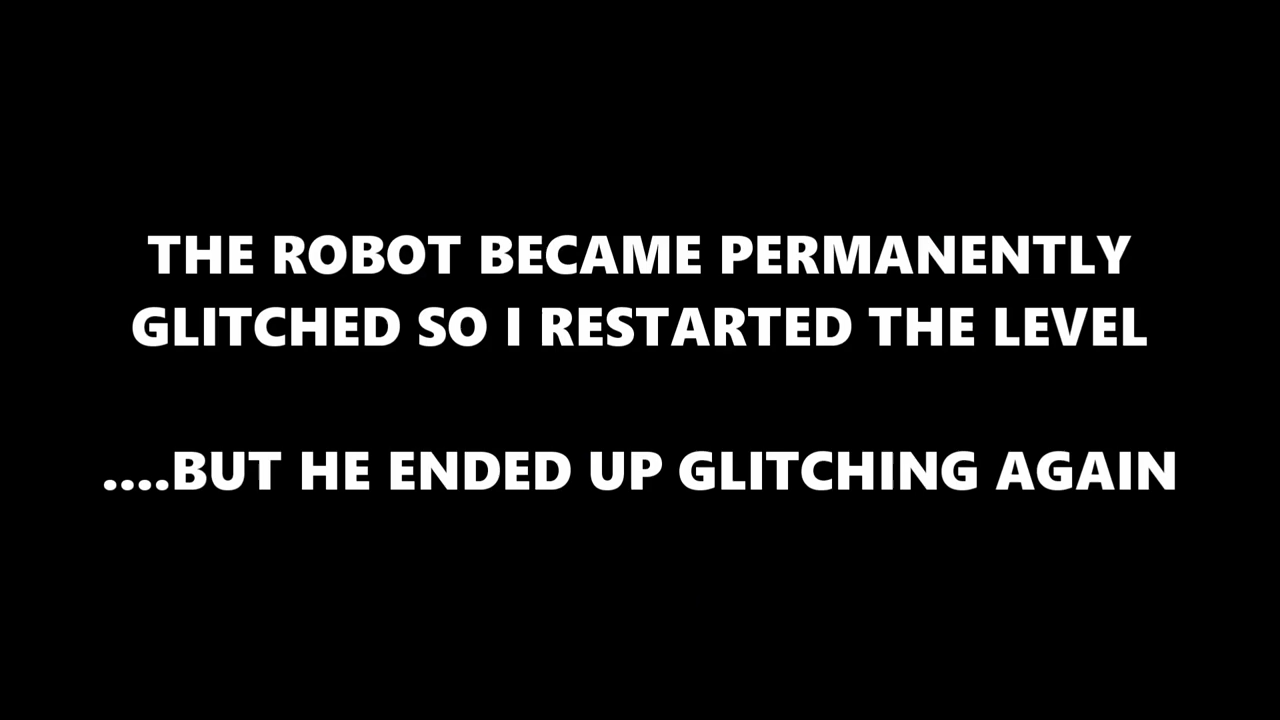 THE ROBOT BECAME PERMANENTLY
GLITCHED SO I RESTARTED THE LEVEL
....BUT HE ENDED UP GLITCHING AGAIN